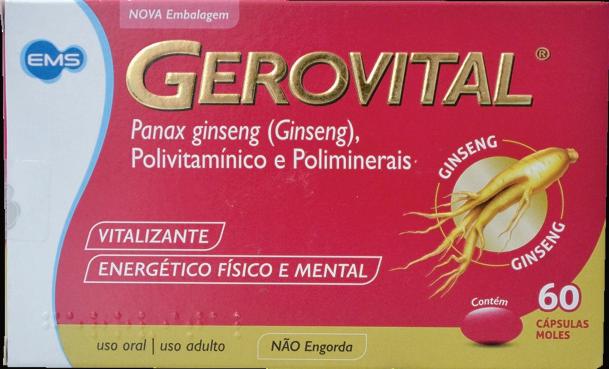 NOVA Embalagem
EMS
GEROVITAL®
Panax ginseng (Ginseng),
Polivitamínico e Poliminerais
GINSENG
GINSENG
VITALIZANTE
ENERGÉTICO FÍSICO E MENTAL
Contém
60
CÁPSULAS
MOLES
uso oral | uso adulto
NÃO Engorda